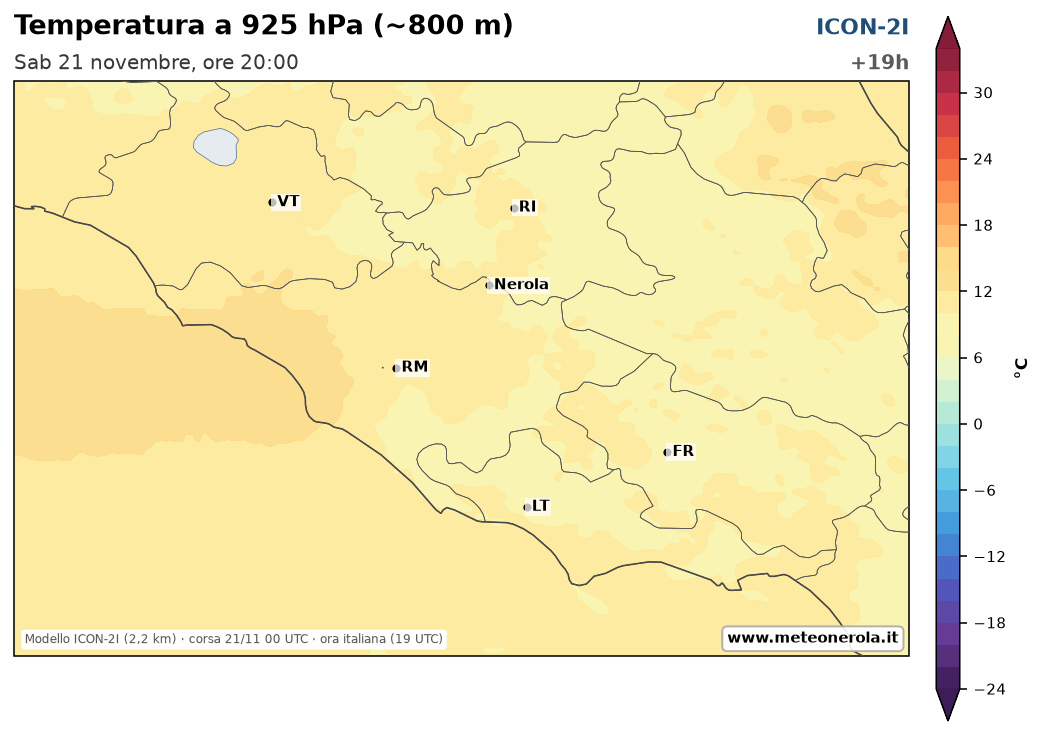 Temperatura a 925 hPa (~800 m)
ICON-2I
Sab 21 novembre, ore 20:00
+19h
30
24
18
12
6
0
−6
−12
−18
−24
°C
VT
RI
Nerola
RM
FR
LT
Modello ICON-2I (2,2 km) · corsa 21/11 00 UTC · ora italiana (19 UTC)
www.meteonerola.it